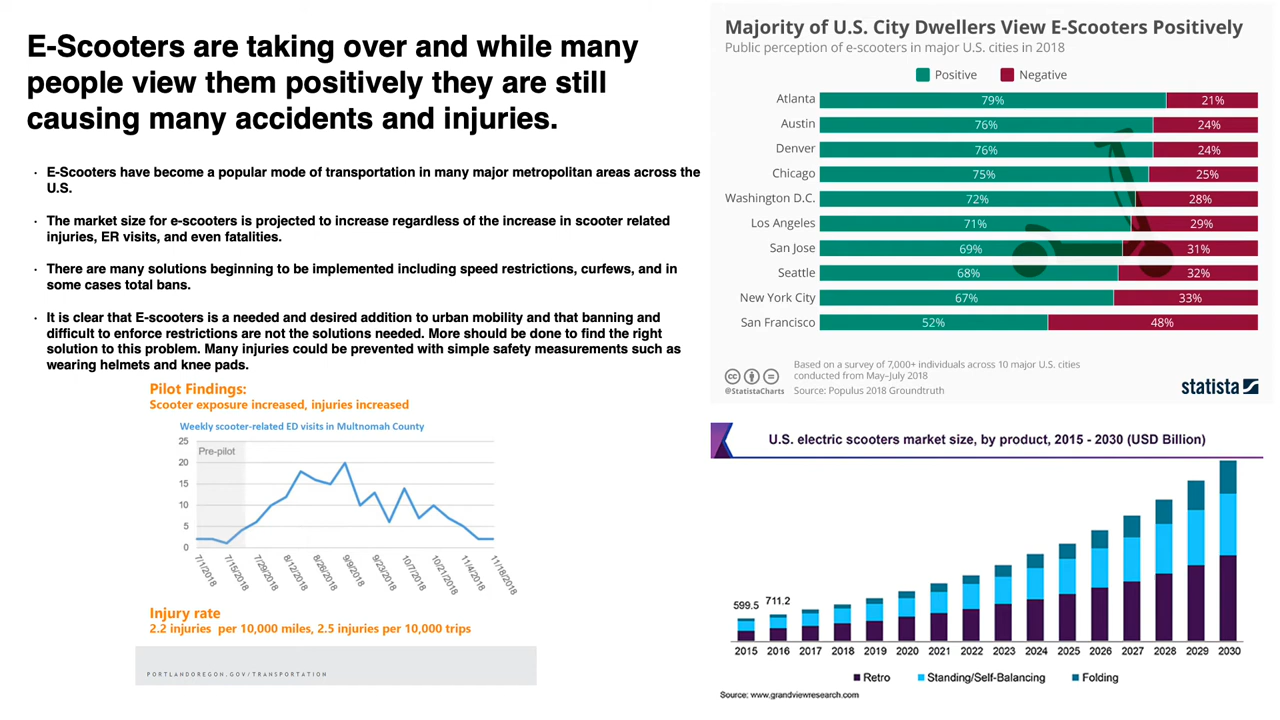 E-Scooters are taking over and while many
people view them positively they are still
causing many accidents and injuries.
· E-Scooters have become a popular mode of transportation in many major metropolitan areas across the
U.S.
· The market size for e-scooters is projected to increase regardless of the increase in scooter related
injuries, ER visits, and even fatalities.
· There are many solutions beginning to be implemented including speed restrictions, curfews, and in
some cases total bans.
· It is clear that E-scooters is a needed and desired addition to urban mobility and that banning and
difficult to enforce restrictions are not the solutions needed. More should be done to find the right
solution to this problem. Many injuries could be prevented with simple safety measurements such as
wearing helmets and knee pads.
Pilot Findings:
Scooter exposure increased, injuries increased
Weekly scooter-related ED visits in Multnomah County
25
Pre-pilot
20
15
10
5
0
7/1/2018 7/15/2018 7/29/2018 8/12/2018 8/26/2018 9/9/2018 9/23/2018 10/7/2018 10/21/2018 11/4/2018 11/18/2018
Injury rate
2.2 injuries per 10,000 miles, 2.5 injuries per 10,000 trips
PORTLANDOREGON.GOV/TRANSPORTATION
Majority of U.S. City Dwellers View E-Scooters Positively
Public perception of e-scooters in major U.S. cities in 2018
Positive Negative
Atlanta 79% 21%
Austin 76% 24%
Denver 76% 24%
Chicago 75% 25%
Washington D.C. 72% 28%
Los Angeles 71% 29%
San Jose 69% 31%
Seattle 68% 32%
New York City 67% 33%
San Francisco 52% 48%
Based on a survey of 7,000+ individuals across 10 major U.S. cities
conducted from May–July 2018
@StatistaCharts Source: Populus 2018 Groundtruth
statista
U.S. electric scooters market size, by product, 2015 - 2030 (USD Billion)
599.5 711.2
2015 2016 2017 2018 2019 2020 2021 2022 2023 2024 2025 2026 2027 2028 2029 2030
Retro Standing/Self-Balancing Folding
Source: www.grandviewresearch.com